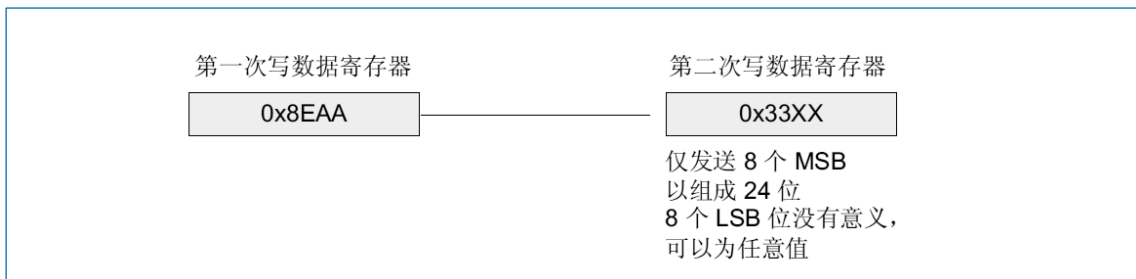 第一次写数据寄存器
0x8EAA
第二次写数据寄存器
0x33XX
仅发送 8 个 MSB
以组成 24 位
8 个 LSB 位没有意义，
可以为任意值